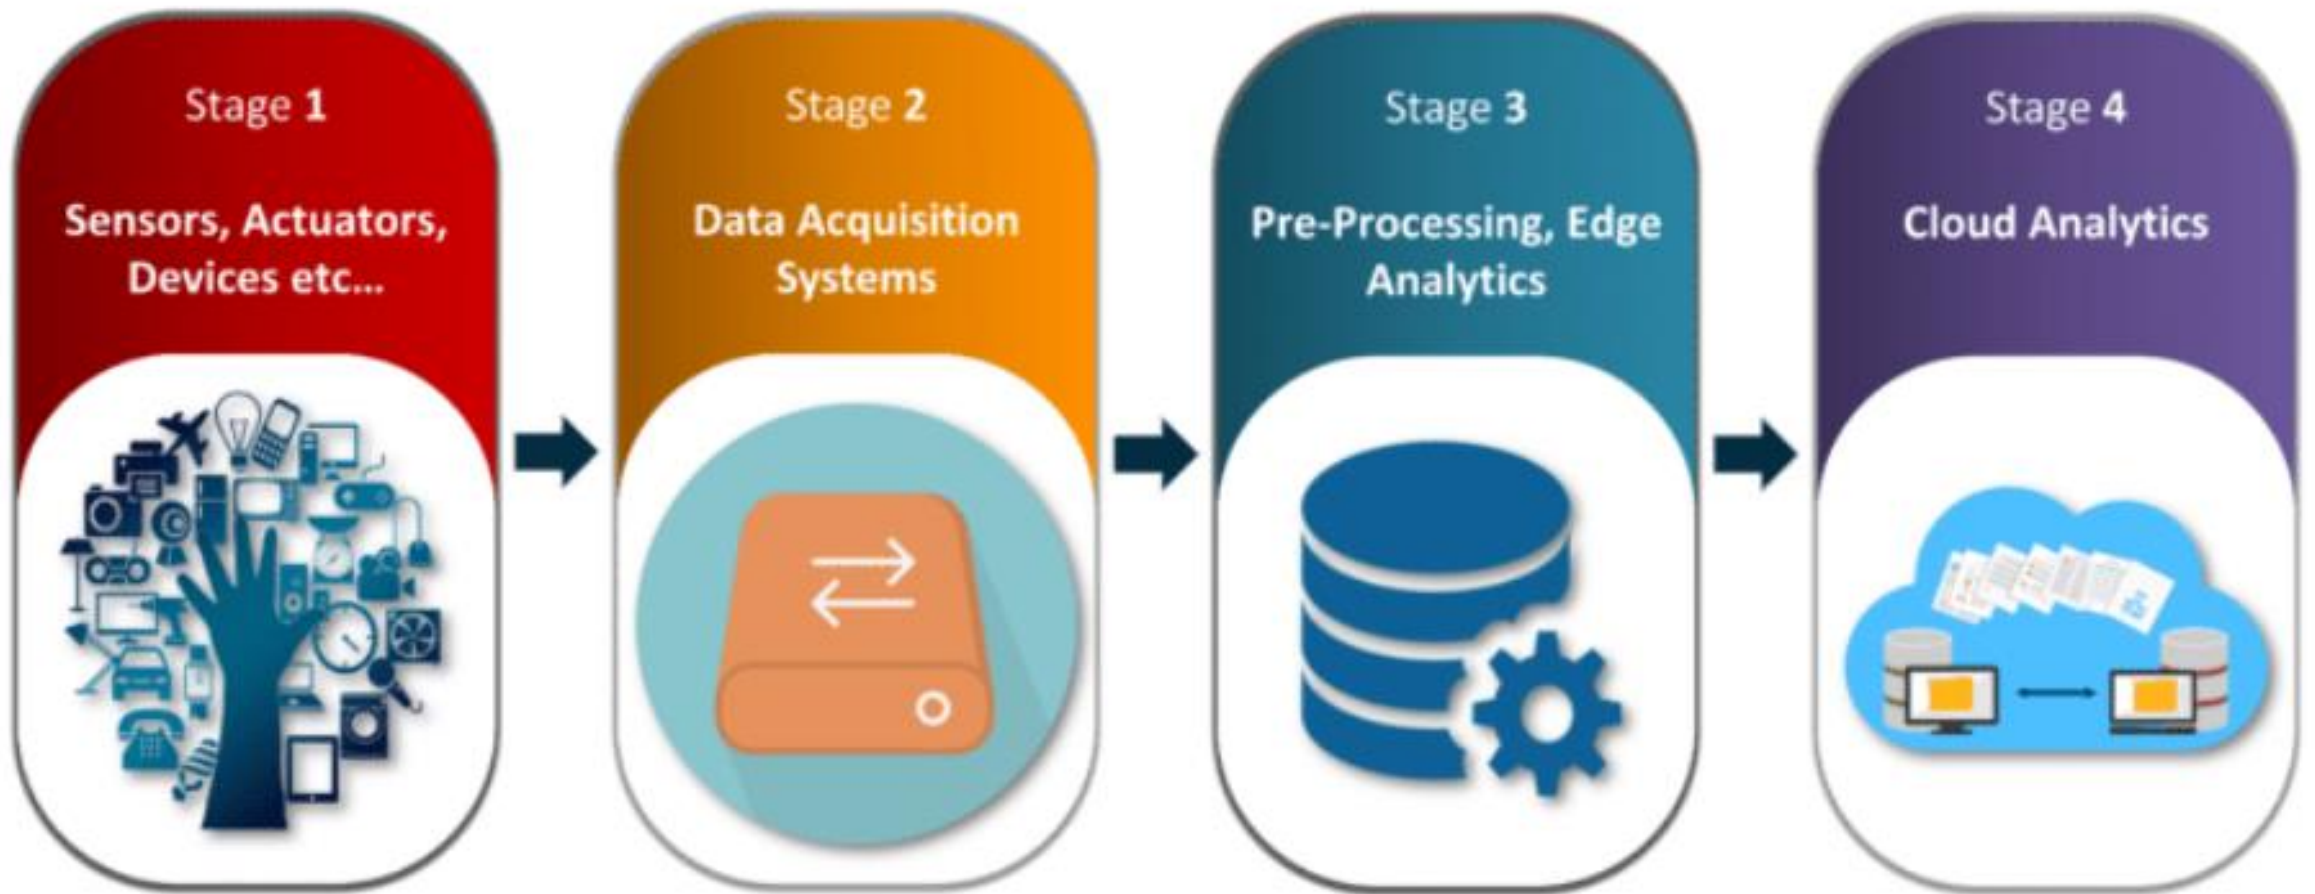 Stage 1
Sensors, Actuators,
Devices etc...
Stage 2
Data Acquisition
Systems
Stage 3
Pre-Processing, Edge
Analytics
Stage 4
Cloud Analytics